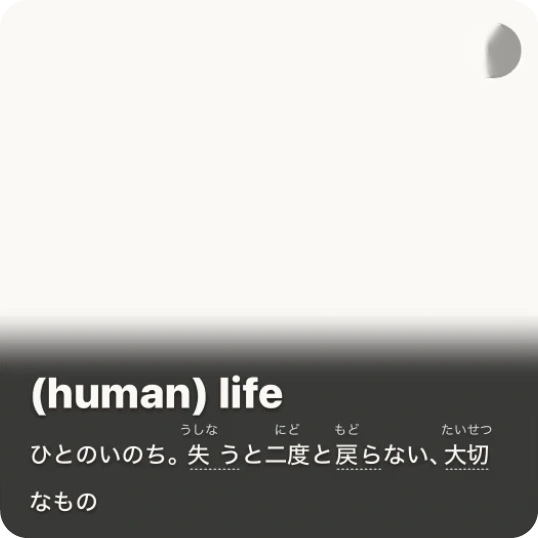 (human) life
うしな にど もど たいせつ
ひとのいのち。失うと二度と戻らない、大切
なもの